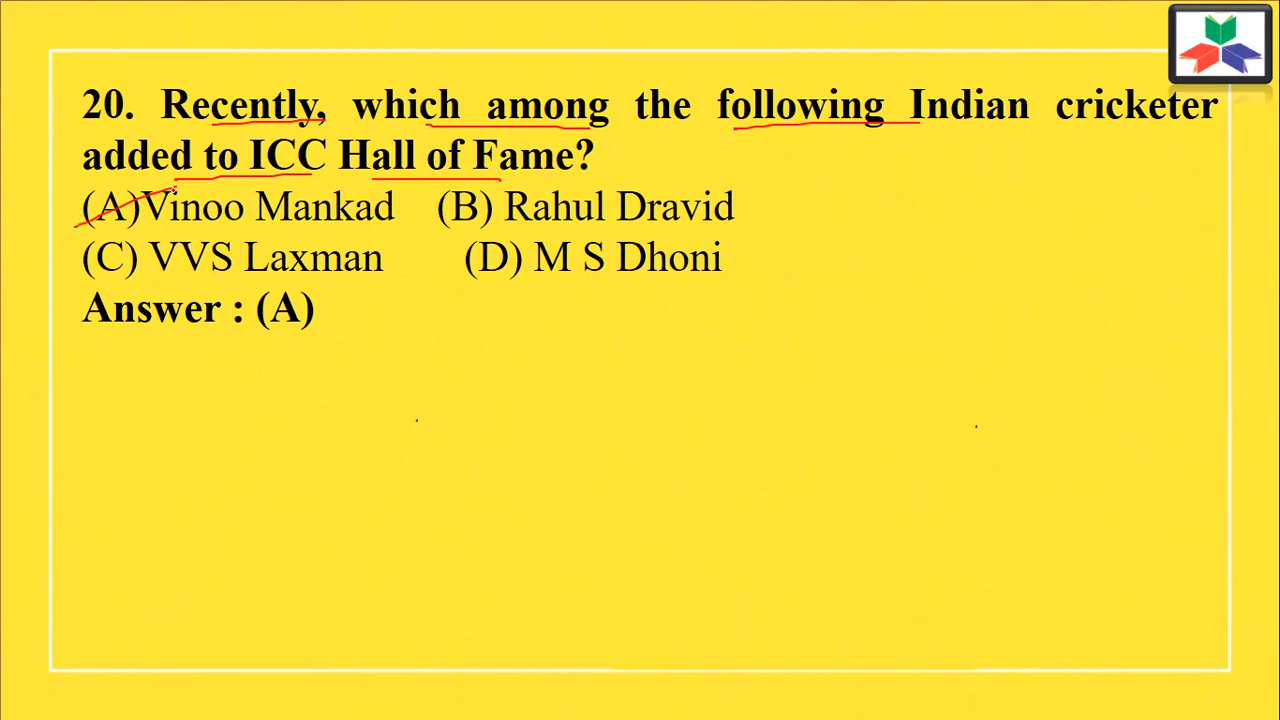 20. Recently, which among the following Indian cricketer
added to ICC Hall of Fame?
(A)Vinoo Mankad (B) Rahul Dravid
(C) VVS Laxman (D) M S Dhoni
Answer : (A)